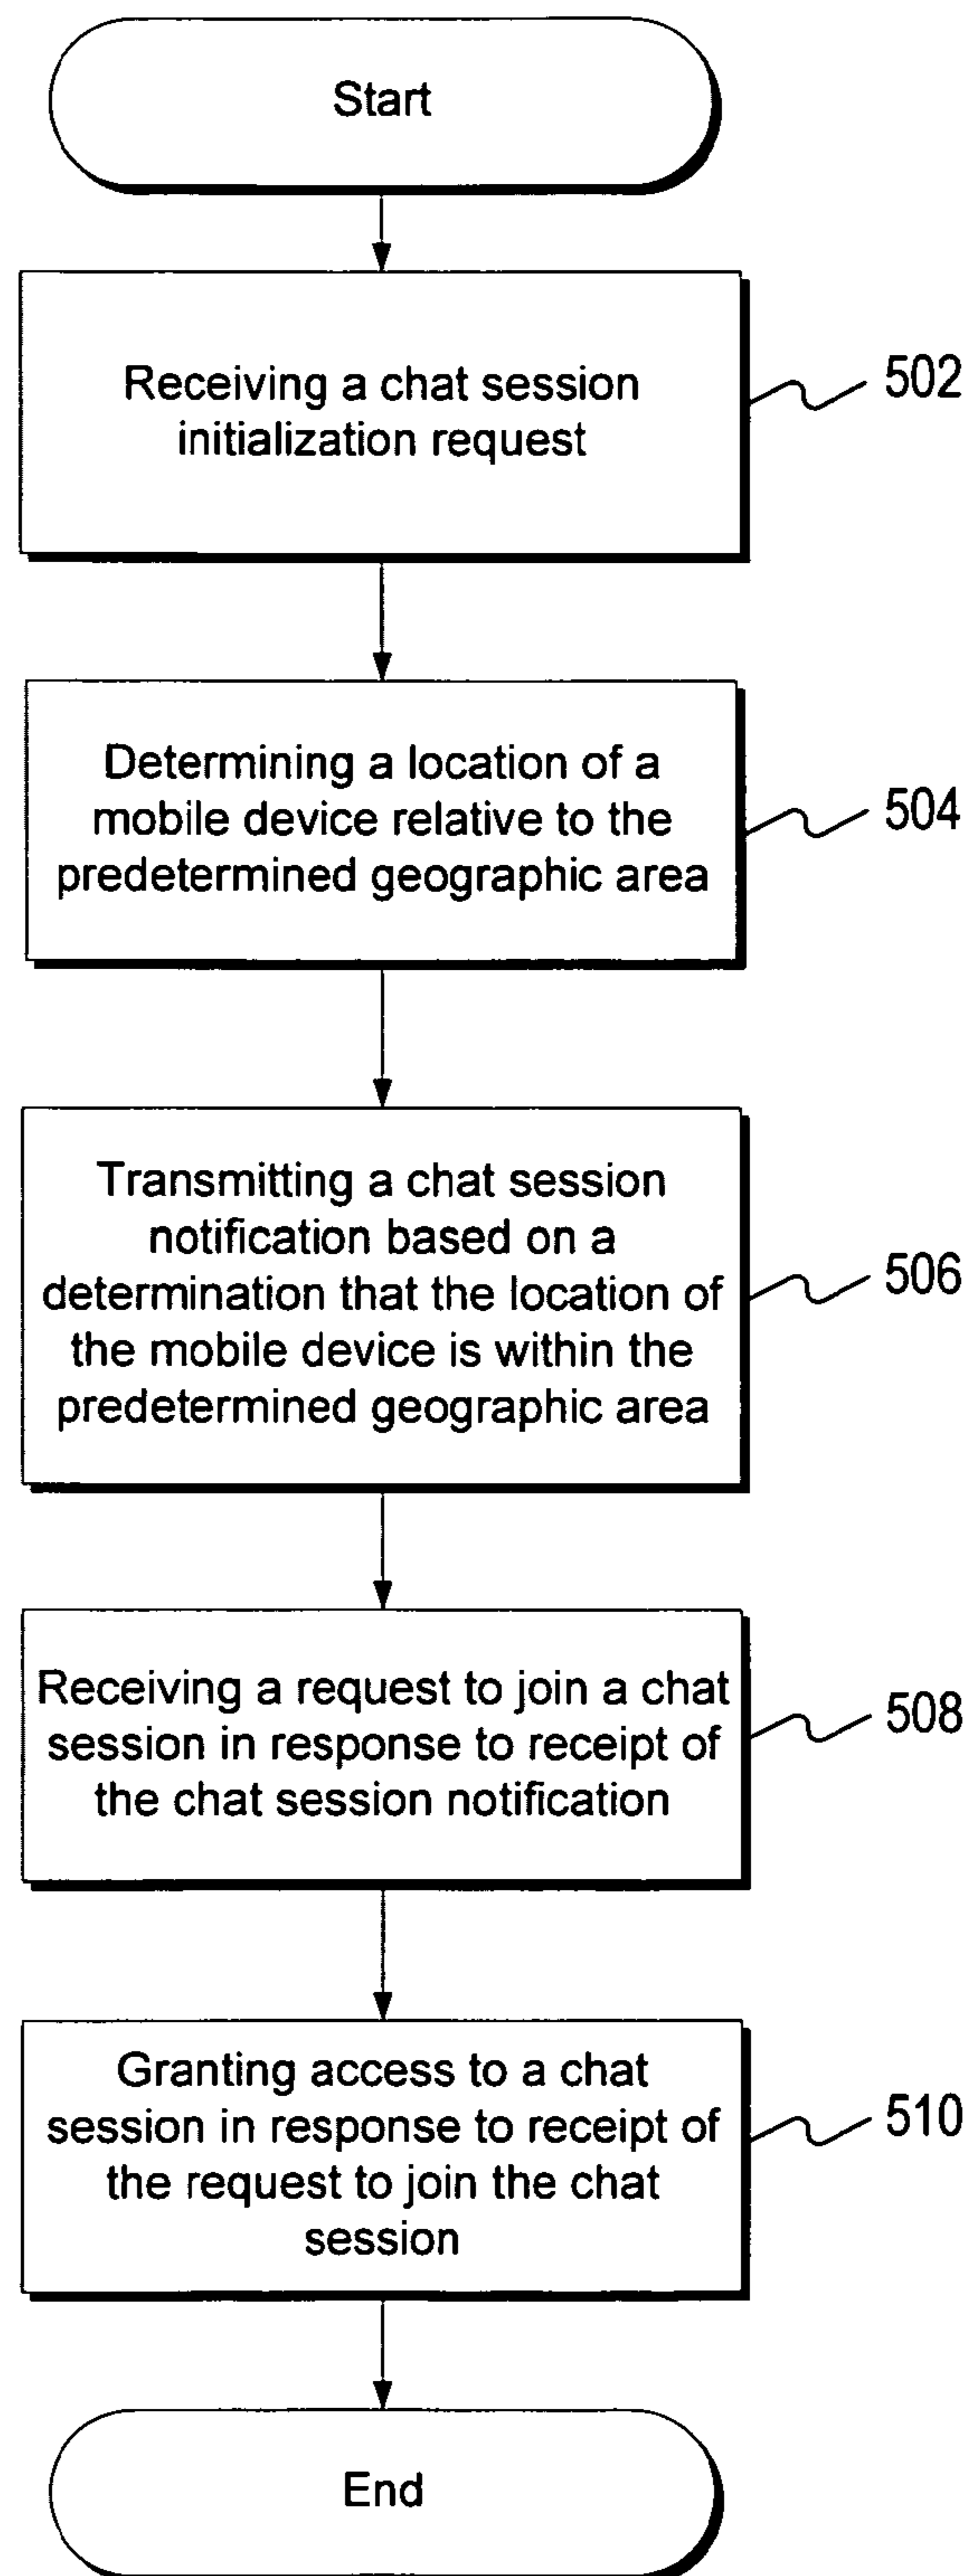 Start
Receiving a chat session
initialization request
502
Determining a location of a
mobile device relative to the
predetermined geographic area
504
Transmitting a chat session
notification based on a
determination that the location of
the mobile device is within the
predetermined geographic area
506
Receiving a request to join a chat
session in response to receipt of
the chat session notification
508
Granting access to a chat
session in response to receipt of
the request to join the chat
session
510
End